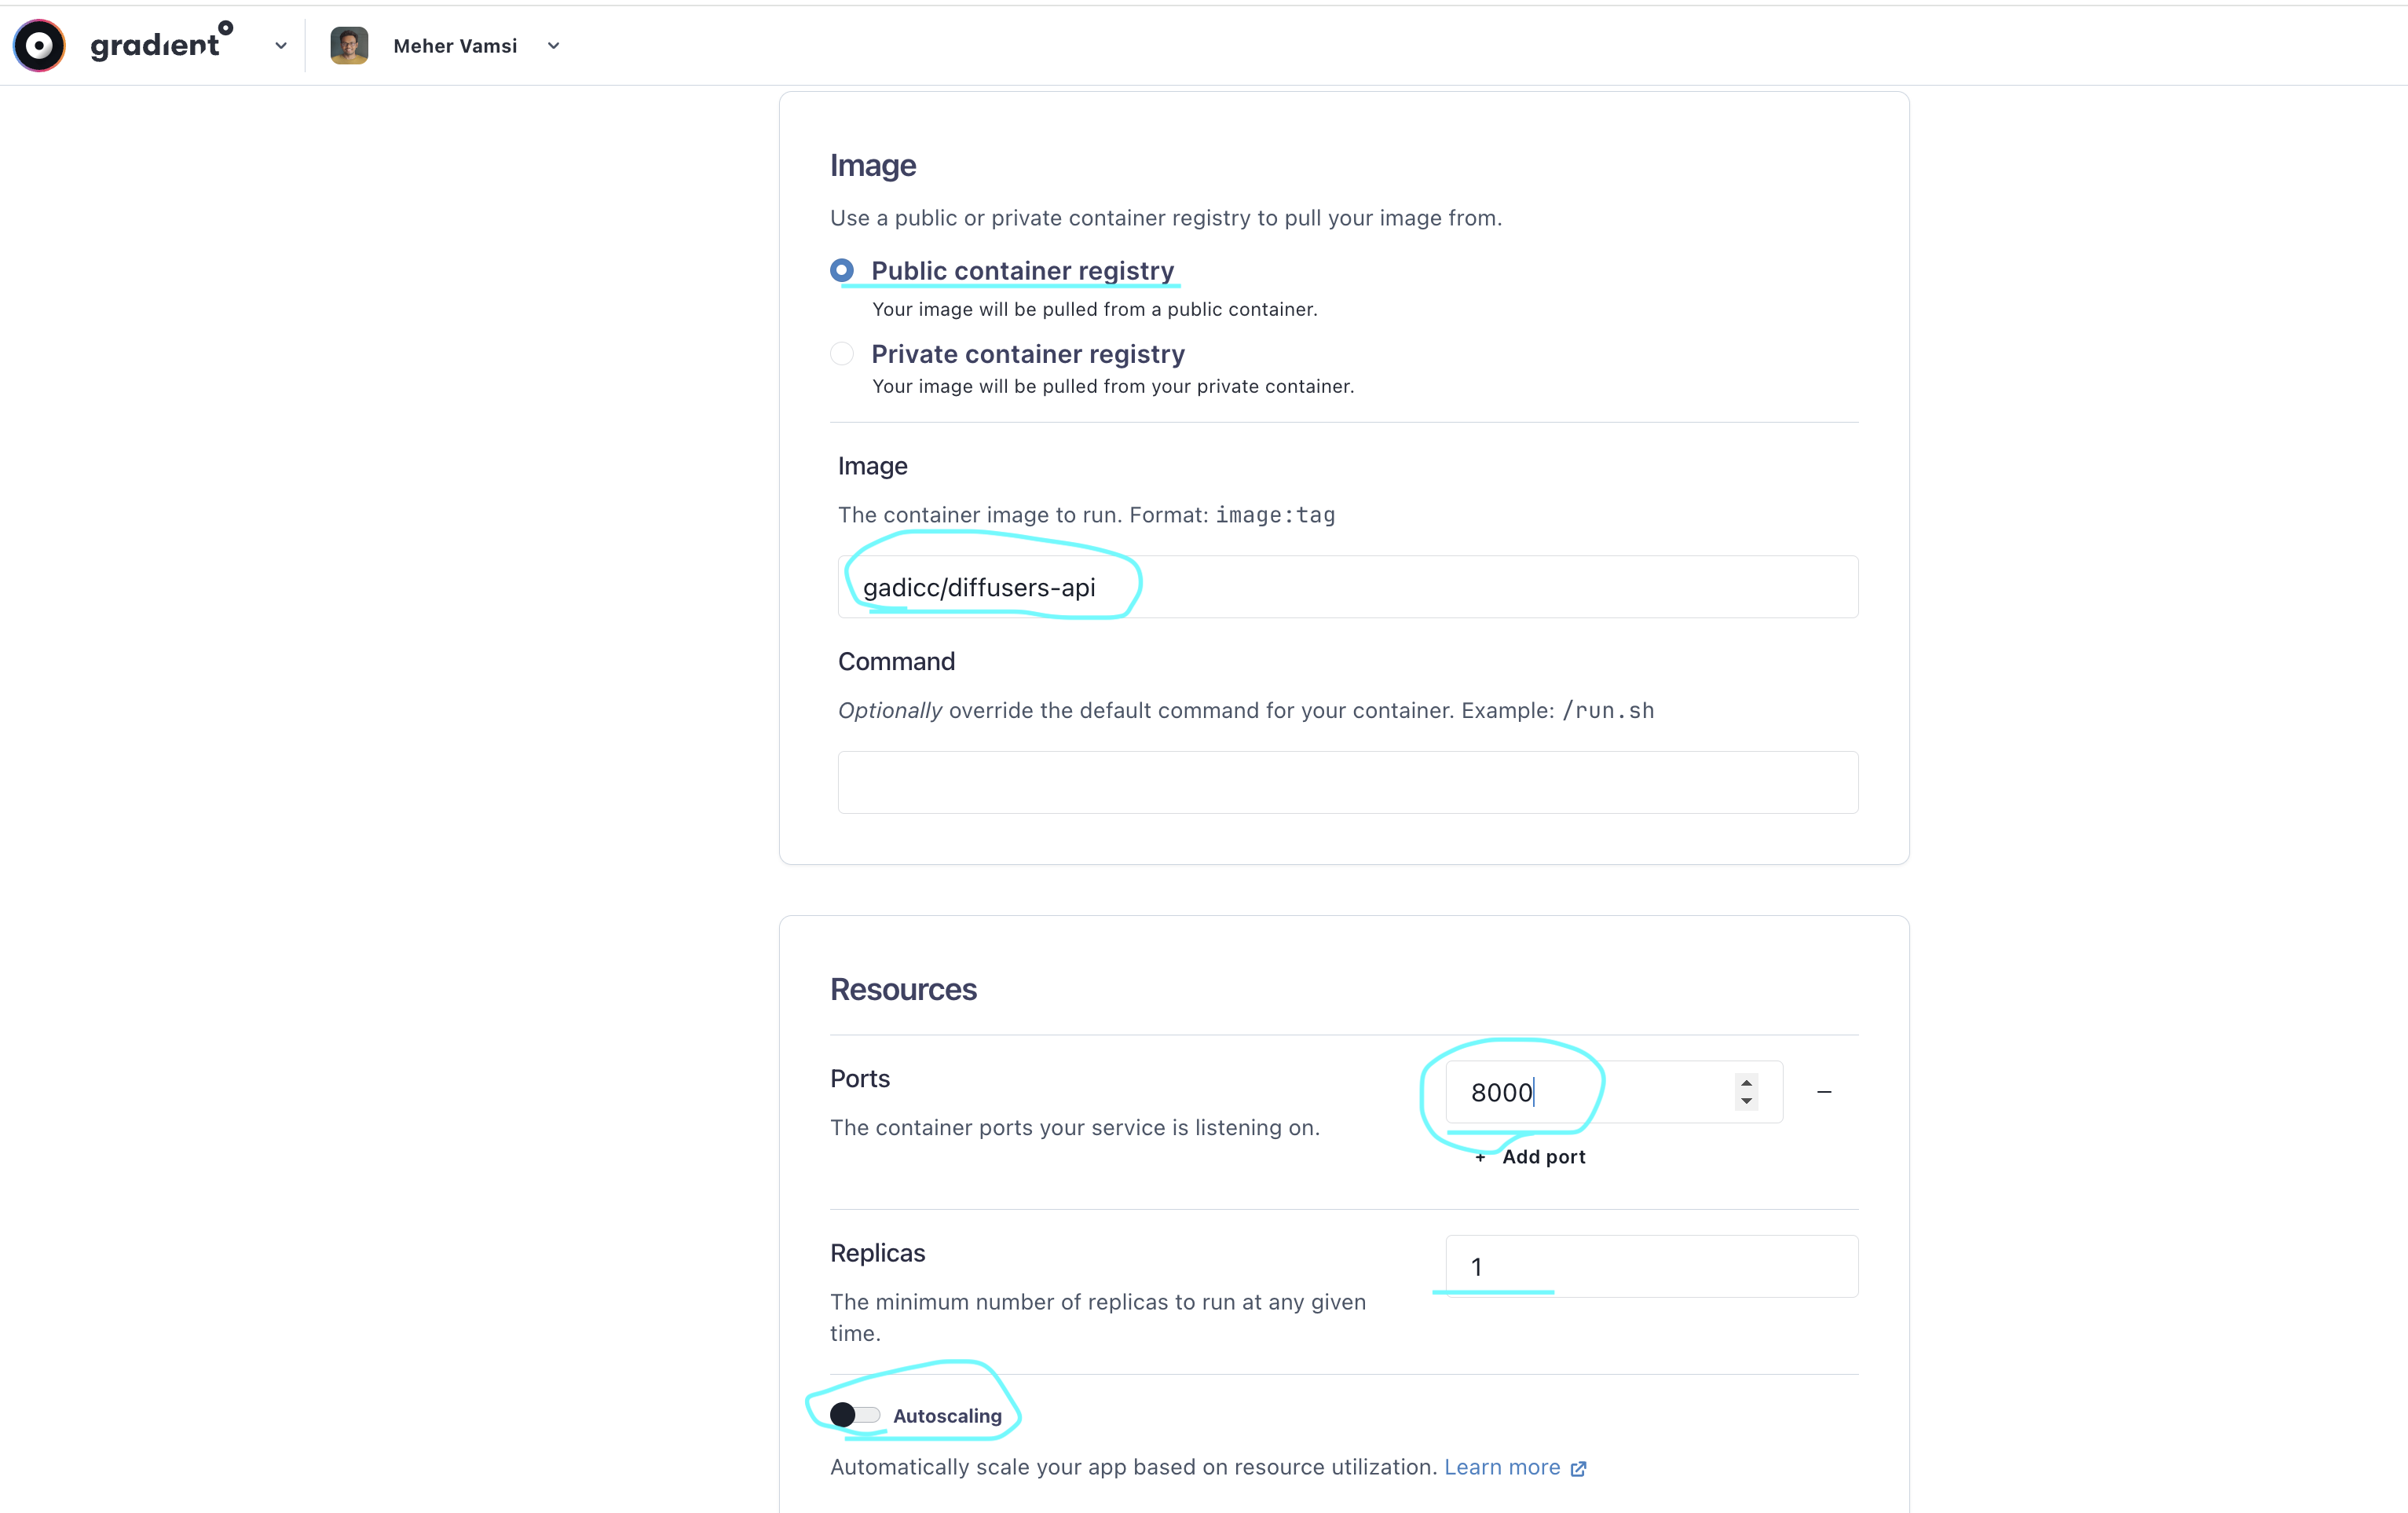 gradient
Meher Vamsi
Image
Use a public or private container registry to pull your image from.
Public container registry
Your image will be pulled from a public container.
Private container registry
Your image will be pulled from your private container.
Image
The container image to run. Format: image:tag
gadicc/diffusers-api
Command
Optionally override the default command for your container. Example: /run.sh
Resources
Ports
8000
The container ports your service is listening on.
+ Add port
Replicas
1
The minimum number of replicas to run at any given
time.
Autoscaling
Automatically scale your app based on resource utilization. Learn more